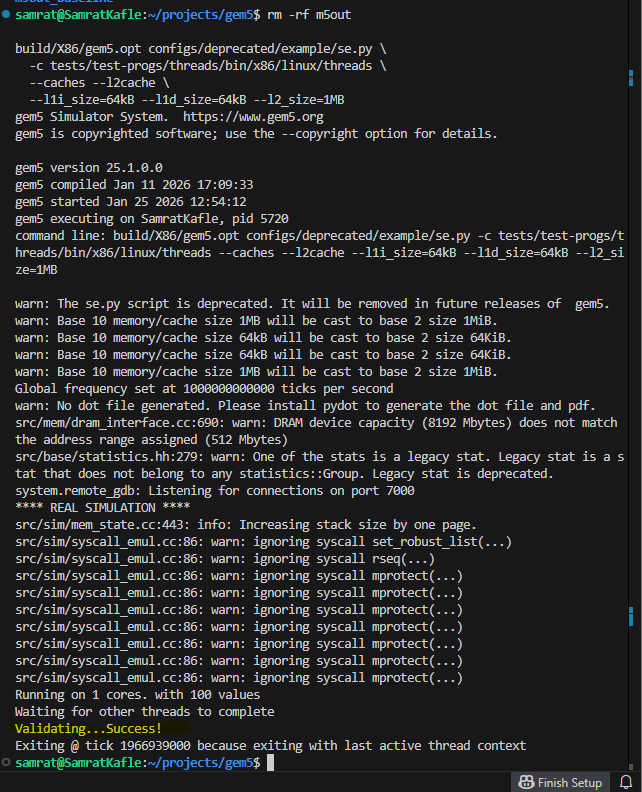 m5out_baseline
samrat@SamratKafle:~/projects/gem5$ rm -rf m5out

build/X86/gem5.opt configs/deprecated/example/se.py \
  -c tests/test-progs/threads/bin/x86/linux/threads \
  --caches --l2cache \
  --l1i_size=64kB --l1d_size=64kB --l2_size=1MB
gem5 Simulator System.  https://www.gem5.org
gem5 is copyrighted software; use the --copyright option for details.

gem5 version 25.1.0.0
gem5 compiled Jan 11 2026 17:09:33
gem5 started Jan 25 2026 12:54:12
gem5 executing on SamratKafle, pid 5720
command line: build/X86/gem5.opt configs/deprecated/example/se.py -c tests/test-progs/t
hreads/bin/x86/linux/threads --caches --l2cache --l1i_size=64kB --l1d_size=64kB --l2_si
ze=1MB

warn: The se.py script is deprecated. It will be removed in future releases of  gem5.
warn: Base 10 memory/cache size 1MB will be cast to base 2 size 1MiB.
warn: Base 10 memory/cache size 64kB will be cast to base 2 size 64KiB.
warn: Base 10 memory/cache size 64kB will be cast to base 2 size 64KiB.
warn: Base 10 memory/cache size 1MB will be cast to base 2 size 1MiB.
Global frequency set at 1000000000000 ticks per second
warn: No dot file generated. Please install pydot to generate the dot file and pdf.
src/mem/dram_interface.cc:690: warn: DRAM device capacity (8192 Mbytes) does not match
the address range assigned (512 Mbytes)
src/base/statistics.hh:279: warn: One of the stats is a legacy stat. Legacy stat is a s
tat that does not belong to any statistics::Group. Legacy stat is deprecated.
system.remote_gdb: Listening for connections on port 7000
**** REAL SIMULATION ****
src/sim/mem_state.cc:443: info: Increasing stack size by one page.
src/sim/syscall_emul.cc:86: warn: ignoring syscall set_robust_list(...)
src/sim/syscall_emul.cc:86: warn: ignoring syscall rseq(...)
src/sim/syscall_emul.cc:86: warn: ignoring syscall mprotect(...)
src/sim/syscall_emul.cc:86: warn: ignoring syscall mprotect(...)
src/sim/syscall_emul.cc:86: warn: ignoring syscall mprotect(...)
src/sim/syscall_emul.cc:86: warn: ignoring syscall mprotect(...)
src/sim/syscall_emul.cc:86: warn: ignoring syscall mprotect(...)
src/sim/syscall_emul.cc:86: warn: ignoring syscall mprotect(...)
src/sim/syscall_emul.cc:86: warn: ignoring syscall mprotect(...)
Running on 1 cores. with 100 values
Waiting for other threads to complete
Validating...Success!
Exiting @ tick 1966939000 because exiting with last active thread context
samrat@SamratKafle:~/projects/gem5$
Finish Setup